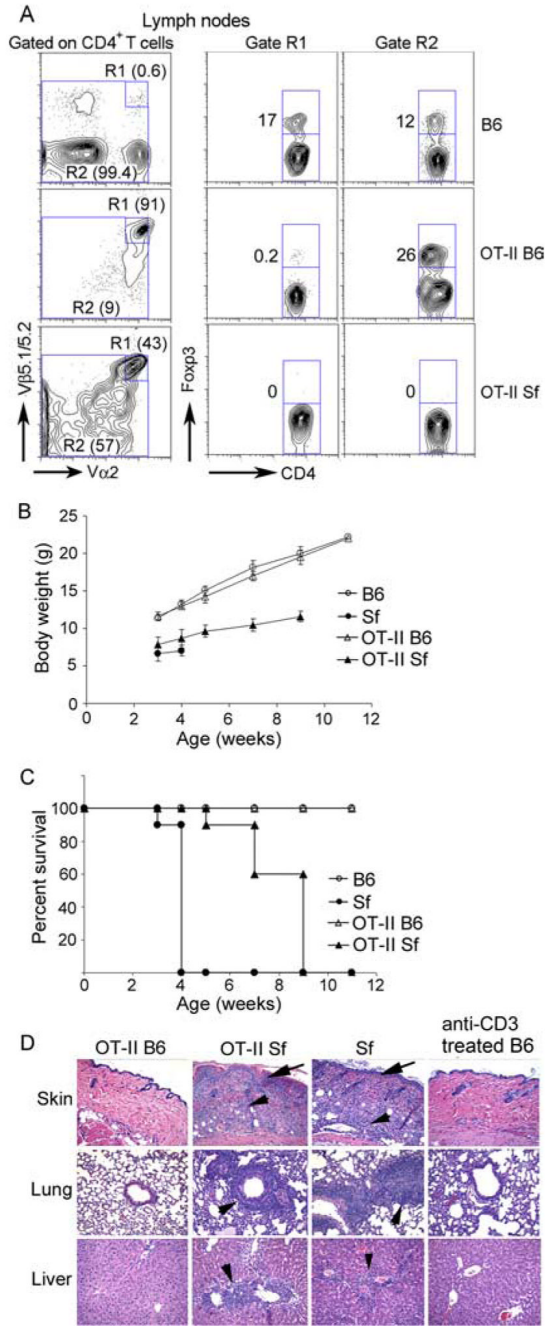 A
Lymph nodes
Gated on CD4+ T cells
Gate R1
Gate R2
R1 (0.6)
R2 (99.4)
17
12
B6
R1 (91)
R2 (9)
0.2
26
OT-II B6
R1 (43)
R2 (57)
0
0
OT-II Sf
Vβ5.1/5.2
Vα2
Foxp3
CD4
B
Body weight (g)
25
20
15
10
5
0
0 2 4 6 8 10 12
Age (weeks)
B6
Sf
OT-II B6
OT-II Sf
C
Percent survival
100
80
60
40
20
0 2 4 6 8 10 12
Age (weeks)
B6
Sf
OT-II B6
OT-II Sf
D
OT-II B6
OT-II Sf
Sf
anti-CD3
treated B6
Skin
Lung
Liver